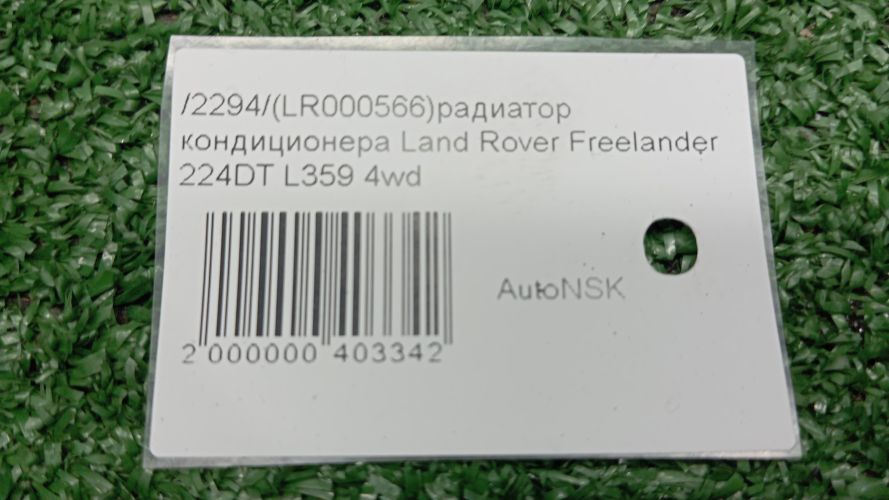 /2294/(LR000566)радиатор
кондиционера Land Rover Freelander
224DT L359 4wd
AutoNSK
2 000000 403342